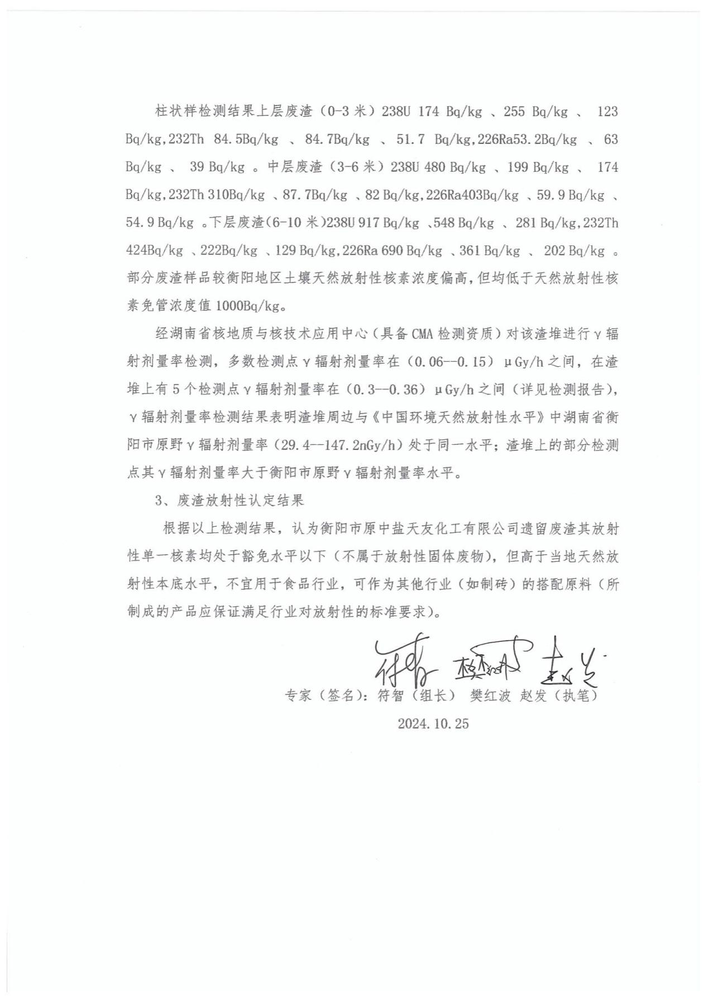 柱状样检测结果上层废渣（0-3 米）238U 174 Bq/kg 、255 Bq/kg 、 123
Bq/kg,232Th 84.5Bq/kg 、 84.7Bq/kg 、 51.7 Bq/kg,226Ra53.2Bq/kg 、 63
Bq/kg 、 39 Bq/kg 。中层废渣（3-6 米）238U 480 Bq/kg 、199 Bq/kg 、 174
Bq/kg,232Th 310Bq/kg 、87.7Bq/kg 、82 Bq/kg,226Ra403Bq/kg 、59.9 Bq/kg 、
54.9 Bq/kg 。下层废渣(6-10 米)238U 917 Bq/kg 、548 Bq/kg 、 281 Bq/kg,232Th
424Bq/kg 、222Bq/kg 、129 Bq/kg,226Ra 690 Bq/kg 、361 Bq/kg 、 202 Bq/kg 。
部分废渣样品较衡阳地区土壤天然放射性核素浓度偏高，但均低于天然放射性核
素免管浓度值 1000Bq/kg。
经湖南省核地质与核技术应用中心（具备 CMA 检测资质）对该渣堆进行 γ 辐
射剂量率检测，多数检测点 γ 辐射剂量率在（0.06--0.15）μGy/h 之间，在渣
堆上有 5 个检测点 γ 辐射剂量率在（0.3--0.36）μGy/h 之间（详见检测报告），
γ 辐射剂量率检测结果表明渣堆周边与《中国环境天然放射性水平》中湖南省衡
阳市原野 γ 辐射剂量率（29.4--147.2nGy/h）处于同一水平；渣堆上的部分检测
点其 γ 辐射剂量率大于衡阳市原野 γ 辐射剂量率水平。
3、废渣放射性认定结果
根据以上检测结果，认为衡阳市原中盐天友化工有限公司遗留废渣其放射
性单一核素均处于豁免水平以下（不属于放射性固体废物），但高于当地天然放
射性本底水平，不宜用于食品行业，可作为其他行业（如制砖）的搭配原料（所
制成的产品应保证满足行业对放射性的标准要求）。
符智 樊红波 赵发
专家（签名）：符智（组长） 樊红波 赵发（执笔）
2024.10.25